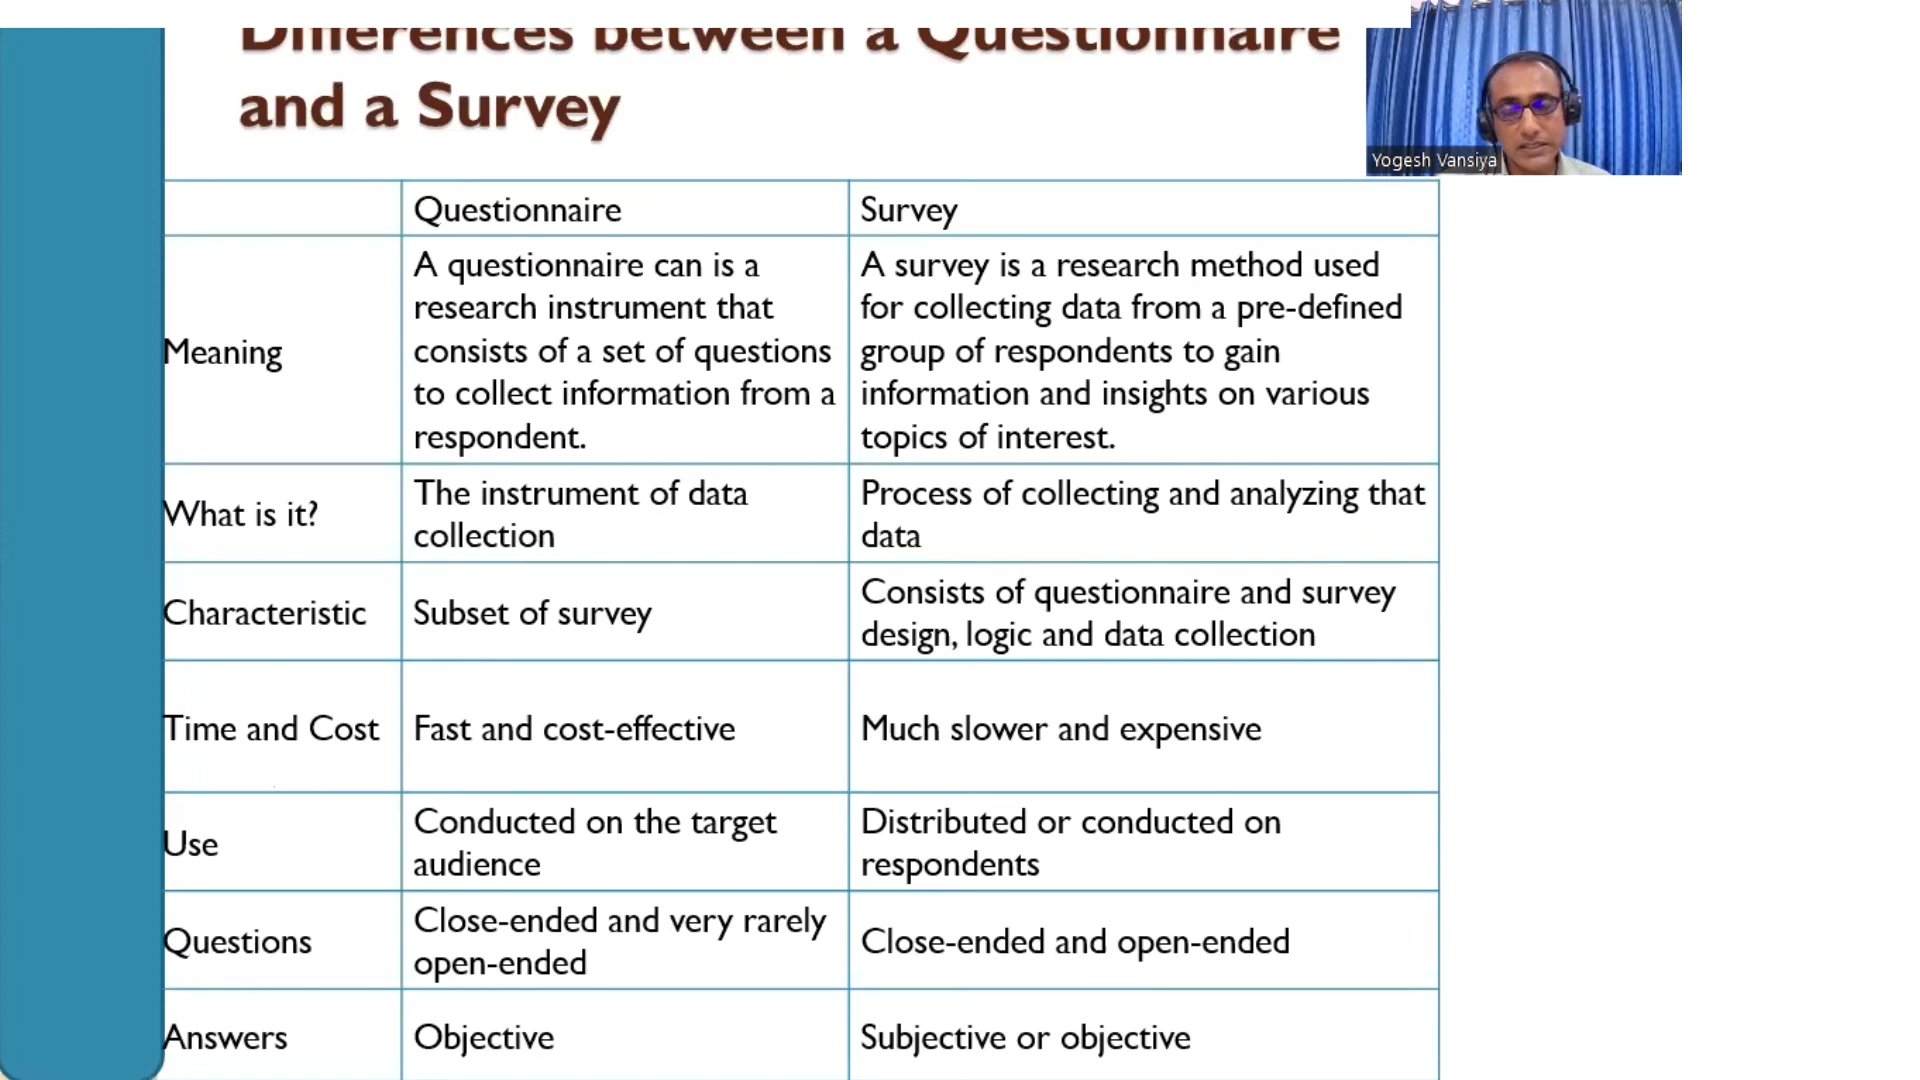 Differences between a Questionnaire
and a Survey
Yogesh Vansiya
Questionnaire
Survey
Meaning
A questionnaire can is a
research instrument that
consists of a set of questions
to collect information from a
respondent.
A survey is a research method used
for collecting data from a pre-defined
group of respondents to gain
information and insights on various
topics of interest.
What is it?
The instrument of data
collection
Process of collecting and analyzing that
data
Characteristic
Subset of survey
Consists of questionnaire and survey
design, logic and data collection
Time and Cost
Fast and cost-effective
Much slower and expensive
Use
Conducted on the target
audience
Distributed or conducted on
respondents
Questions
Close-ended and very rarely
open-ended
Close-ended and open-ended
Answers
Objective
Subjective or objective